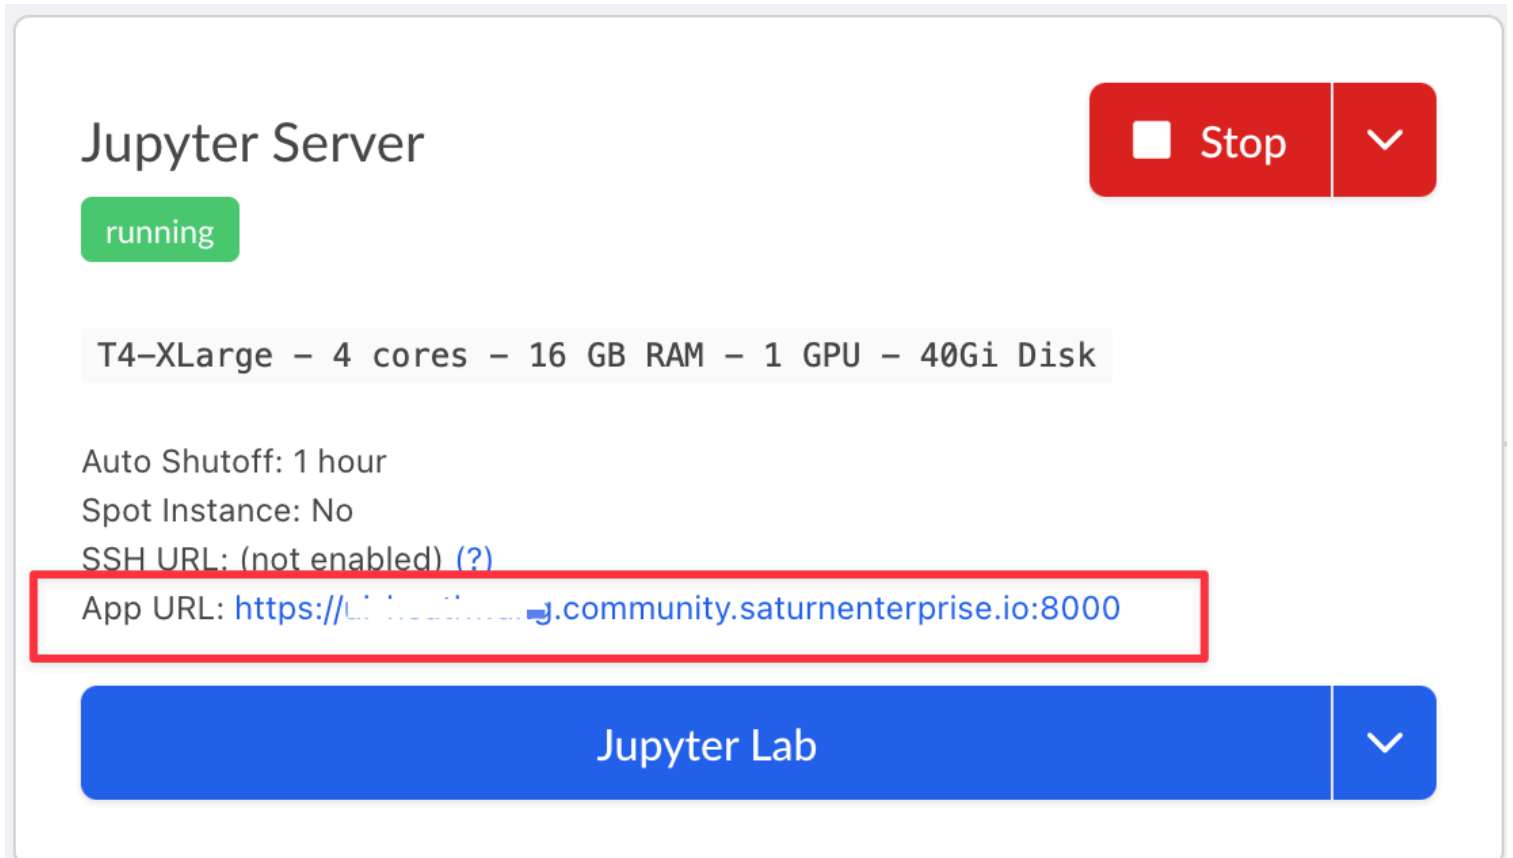 Jupyter Server
Stop
running
T4-XLarge - 4 cores - 16 GB RAM - 1 GPU - 40Gi Disk
Auto Shutoff: 1 hour
Spot Instance: No
SSH URL: (not enabled) (?)
App URL: https://
.community.saturnenterprise.io:8000
Jupyter Lab